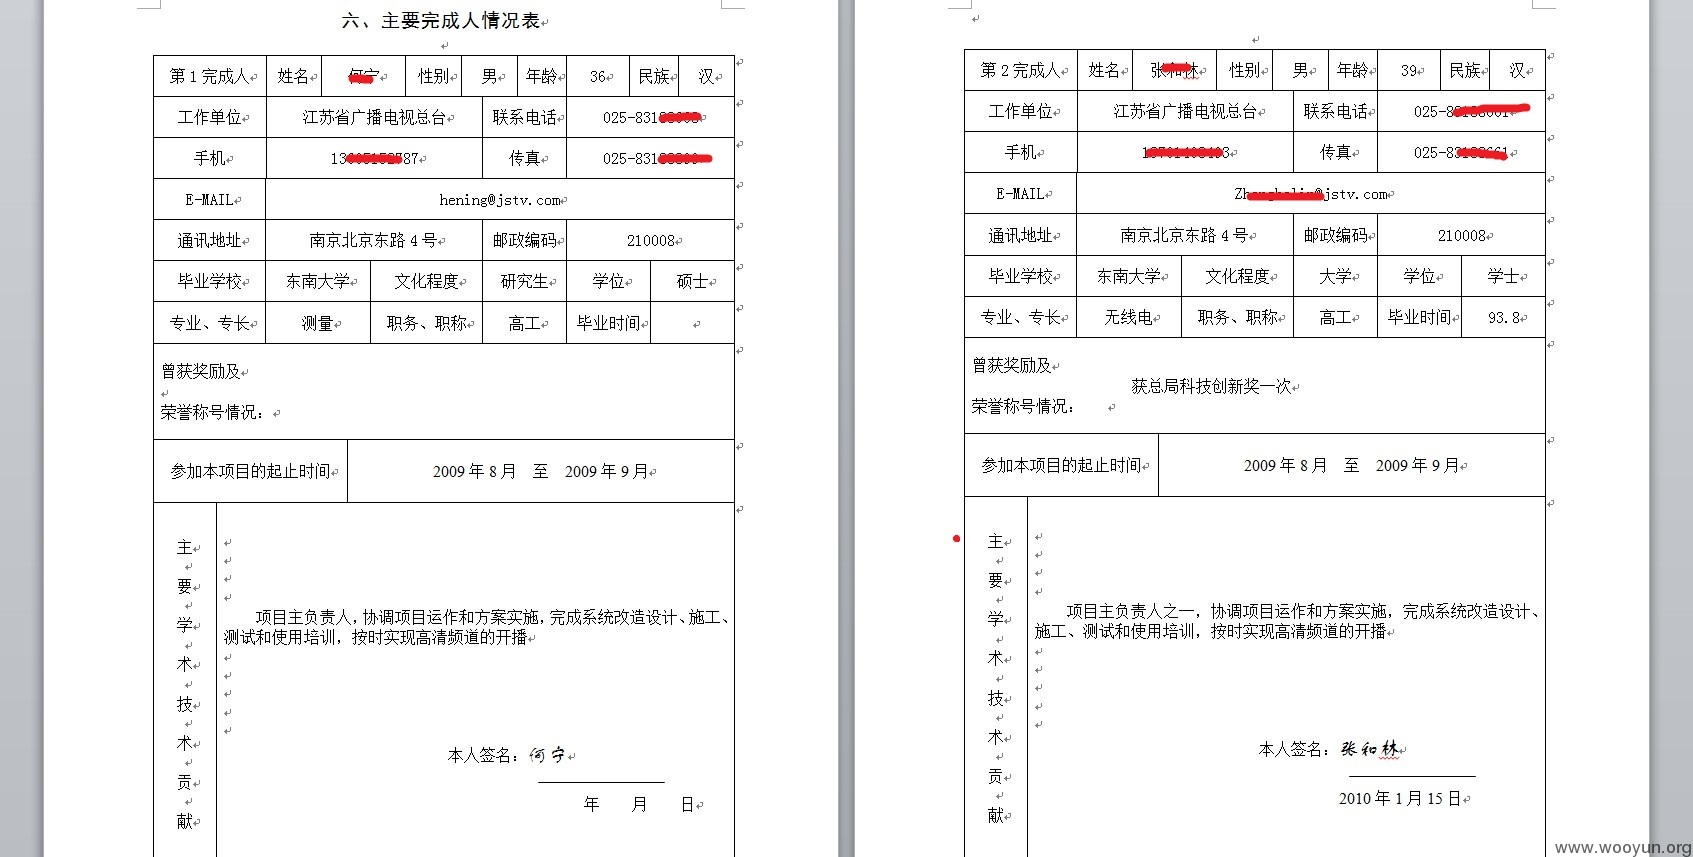 六、主要完成人情况表
第 1 完成人 姓名 性别 男 年龄 36 民族 汉
工作单位 江苏省广播电视总台 联系电话 025-831
手机 传真 025-83
E-MAIL hening@jstv.com
通讯地址 南京北京东路 4 号 邮政编码 210008
毕业学校 东南大学 文化程度 研究生 学位 硕士
专业、专长 测量 职务、职称 高工 毕业时间
曾获奖励及
荣誉称号情况：
参加本项目的起止时间 2009 年 8 月 至 2009 年 9 月
主要学术技术贡献
项目主负责人，协调项目运作和方案实施，完成系统改造设计、施工、
测试和使用培训，按时实现高清频道的开播
本人签名：何宁
年 月 日
第 2 完成人 姓名 性别 男 年龄 39 民族 汉
工作单位 江苏省广播电视总台 联系电话 025-8
手机 传真 025-8
E-MAIL @jstv.com
通讯地址 南京北京东路 4 号 邮政编码 210008
毕业学校 东南大学 文化程度 大学 学位 学士
专业、专长 无线电 职务、职称 高工 毕业时间 93.8
曾获奖励及
获总局科技创新奖一次
荣誉称号情况：
参加本项目的起止时间 2009 年 8 月 至 2009 年 9 月
主要学术技术贡献
项目主负责人之一，协调项目运作和方案实施，完成系统改造设计、
施工、测试和使用培训，按时实现高清频道的开播
本人签名：张和林
2010 年 1 月 15 日
www.wooyun.org